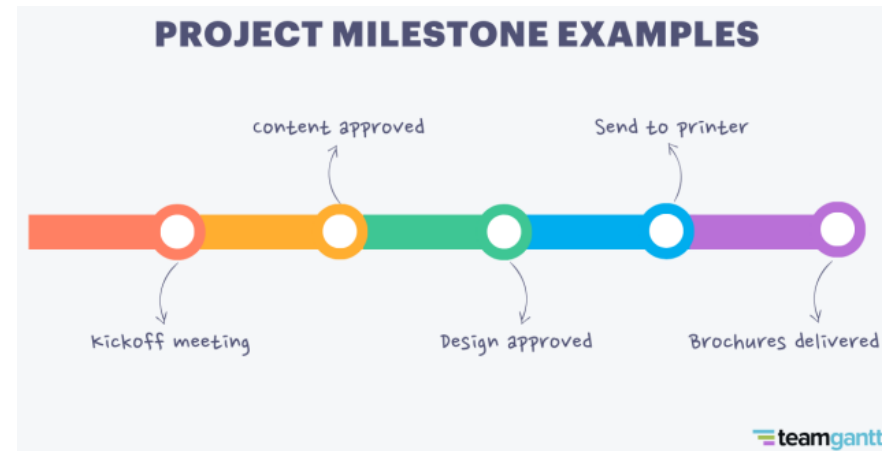 PROJECT MILESTONE EXAMPLES
content approved
Send to printer
Kickoff meeting
Design approved
Brochures delivered
teamgantt